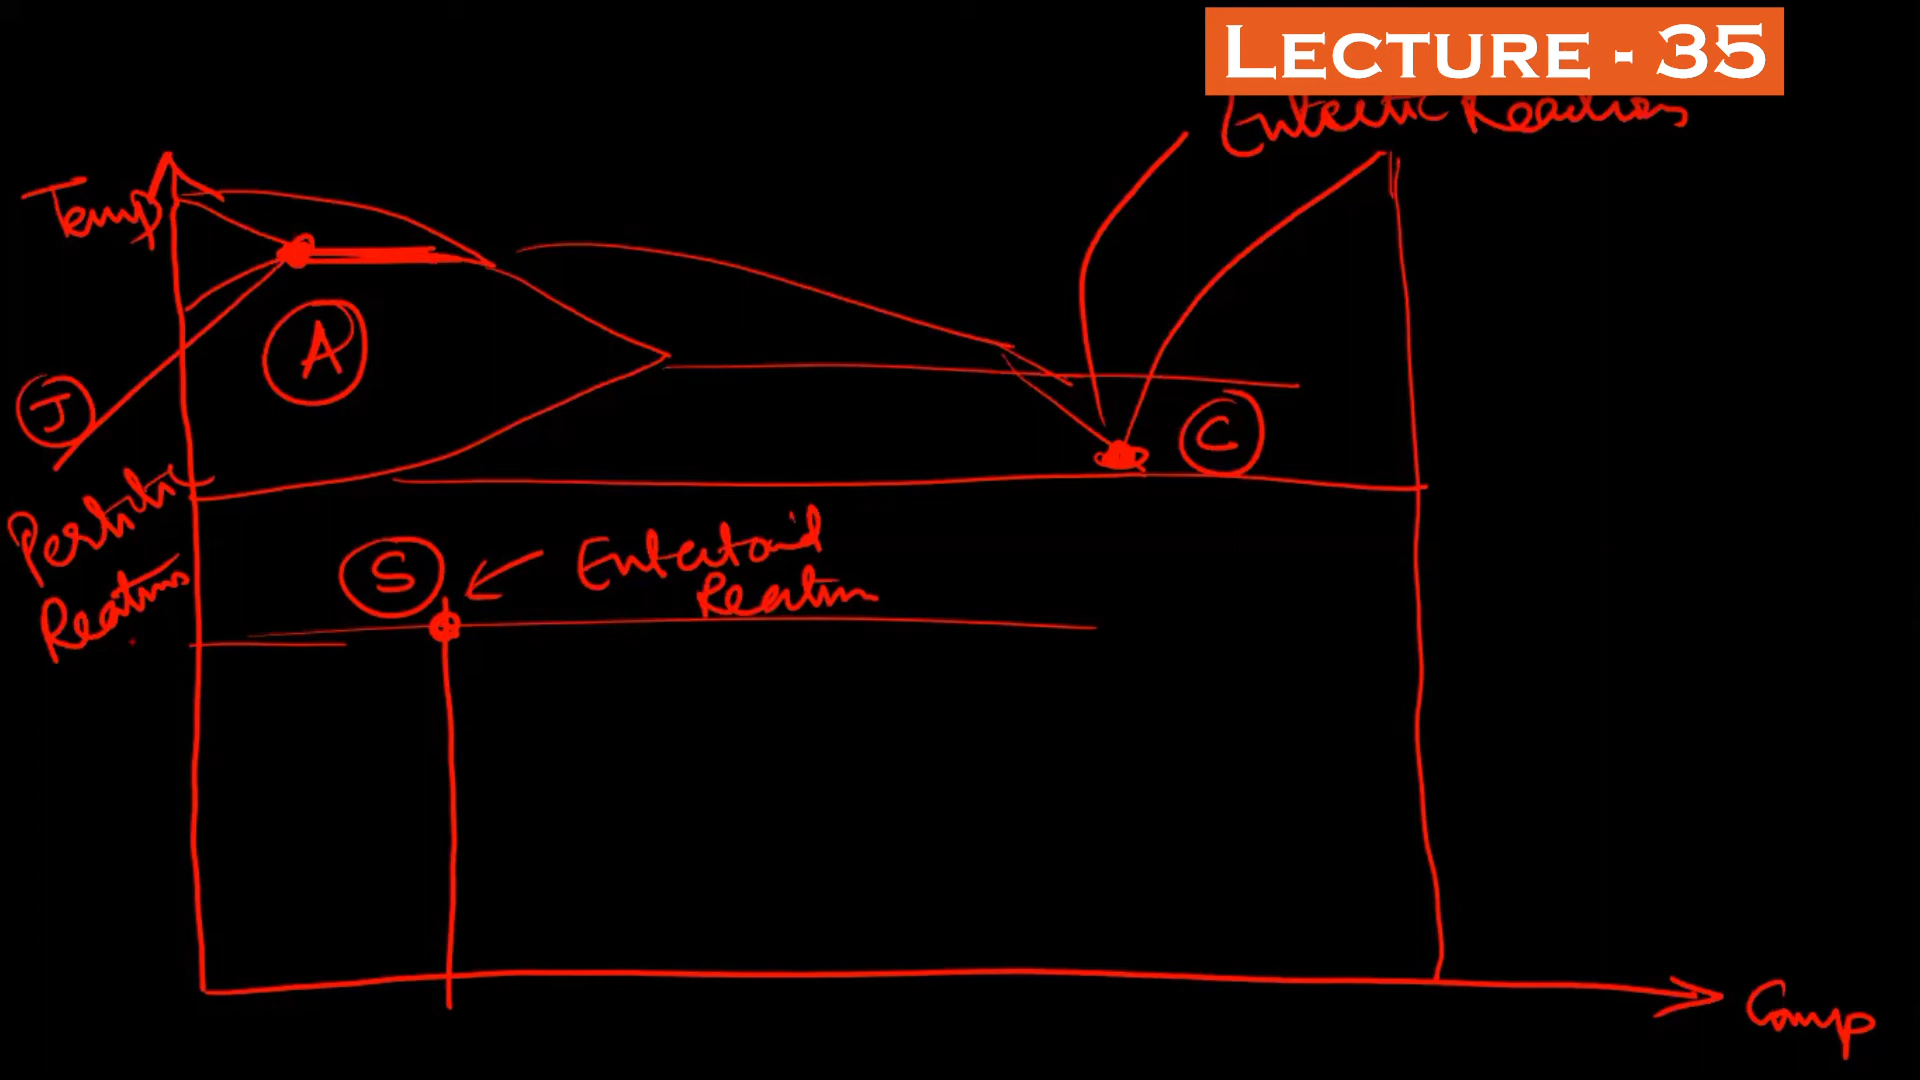 LECTURE - 35
Eutectic Reactions
Temp
A
J
C
Peritectic
Reactions
S
Eutectoid
Reaction
Comp